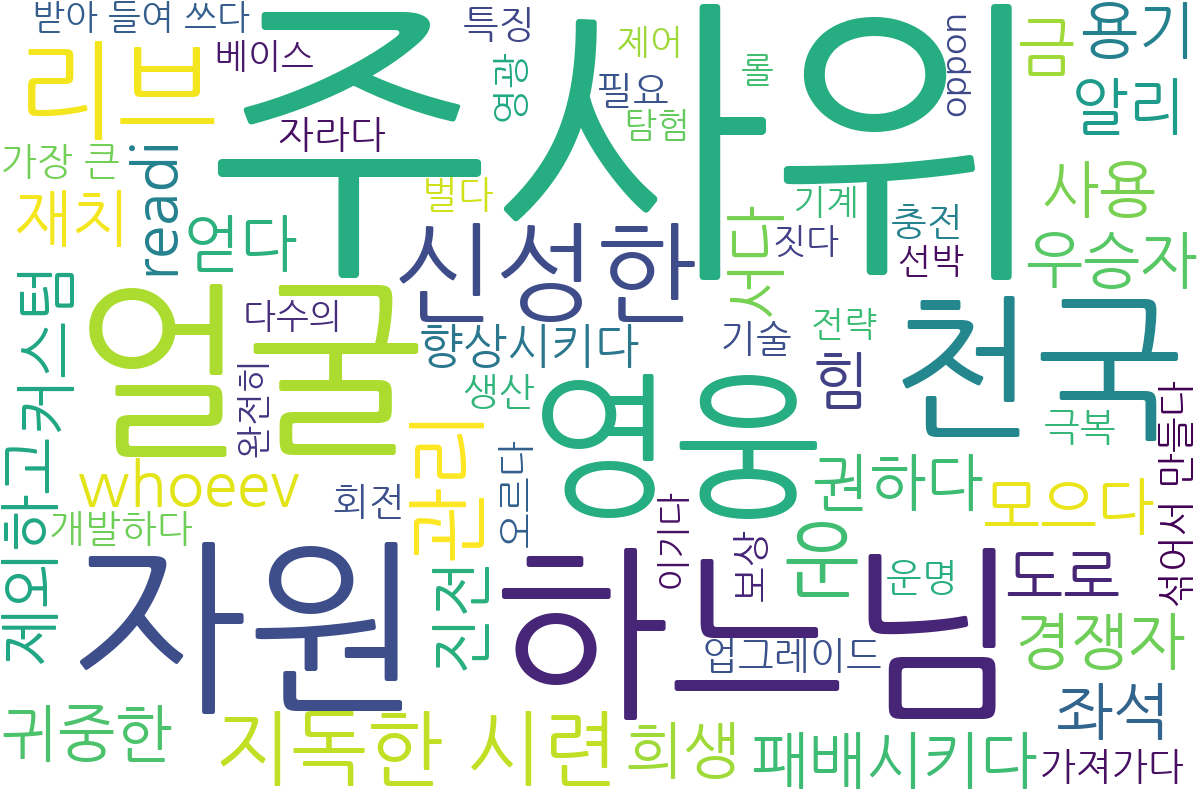 받아 들여 쓰다
특징
제어
롤
oppon
금
용기
리브
베이스
주사위
영광
필요
알리
자라다
탐험
가장 큰
readi
벌다
기계
사용
재치
얻다
신성한
서다
짓다
충전
선박
우승자
제외하고커스텀
얼굴
다수의
향상시키다
기술
전략
힘
천국
완전히
생산
영웅
극복
섞어서 만들다
whoeev
회전
관리
오르다
권하다
모으다
개발하다
이기다
보상
운
운명
도로
자원
진전
하느님
경쟁자
업그레이드
귀중한
지독한 시련
희생
패배시키다
좌석
가져가다